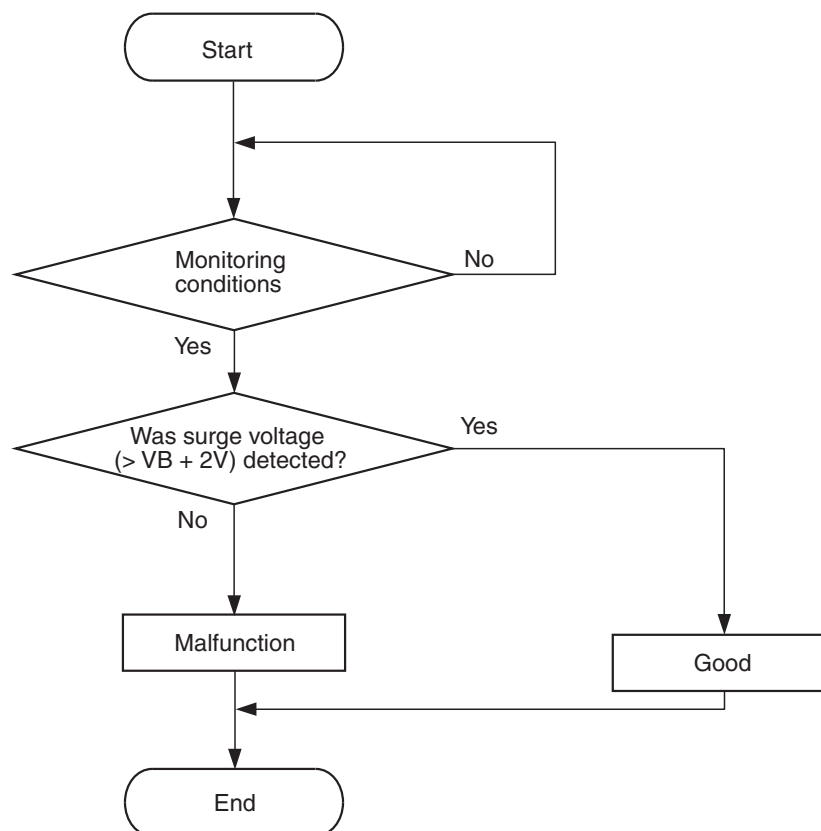 Start
Monitoring
conditions
No
Yes
Was surge voltage
(> VB + 2V) detected?
Yes
No
Malfunction
Good
End